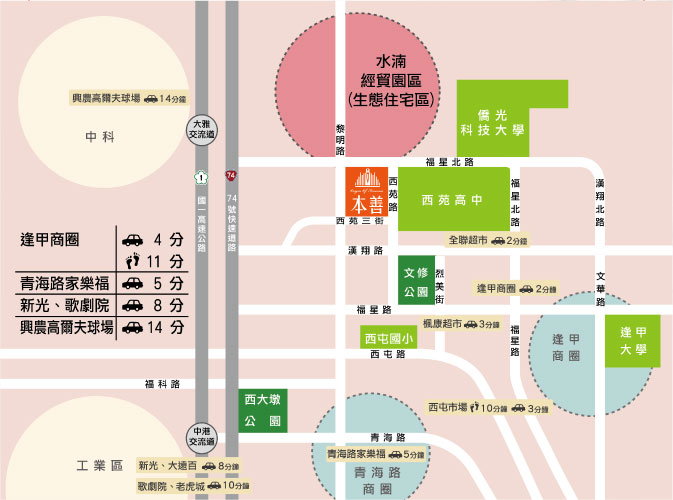 水湳
經貿園區
(生態住宅區)
興農高爾夫球場 14分鐘
中科
大雅
交流道
僑光
科技大學
黎明路
福星北路
1
國一高速公路
74
74號快速道路
本善
西苑路
西苑高中
福星北路
漢翔北路
西苑三街
全聯超市 2分鐘
漢翔路
逢甲商圈 4 分
11 分
青海路家樂福 5 分
新光、歌劇院 8 分
興農高爾夫球場 14 分
文修
公園
烈美街
逢甲商圈 2分鐘
文華路
福星路
楓康超市 3分鐘
西屯國小
福星路
逢甲
商圈
逢甲
大學
西屯路
福科路
西大墩
公園
西屯市場 10分鐘 3分鐘
中港
交流道
青海路
工業區
新光、大遠百 8分鐘
青海路家樂福 5分鐘
青海路
商圈
歌劇院、老虎城 10分鐘